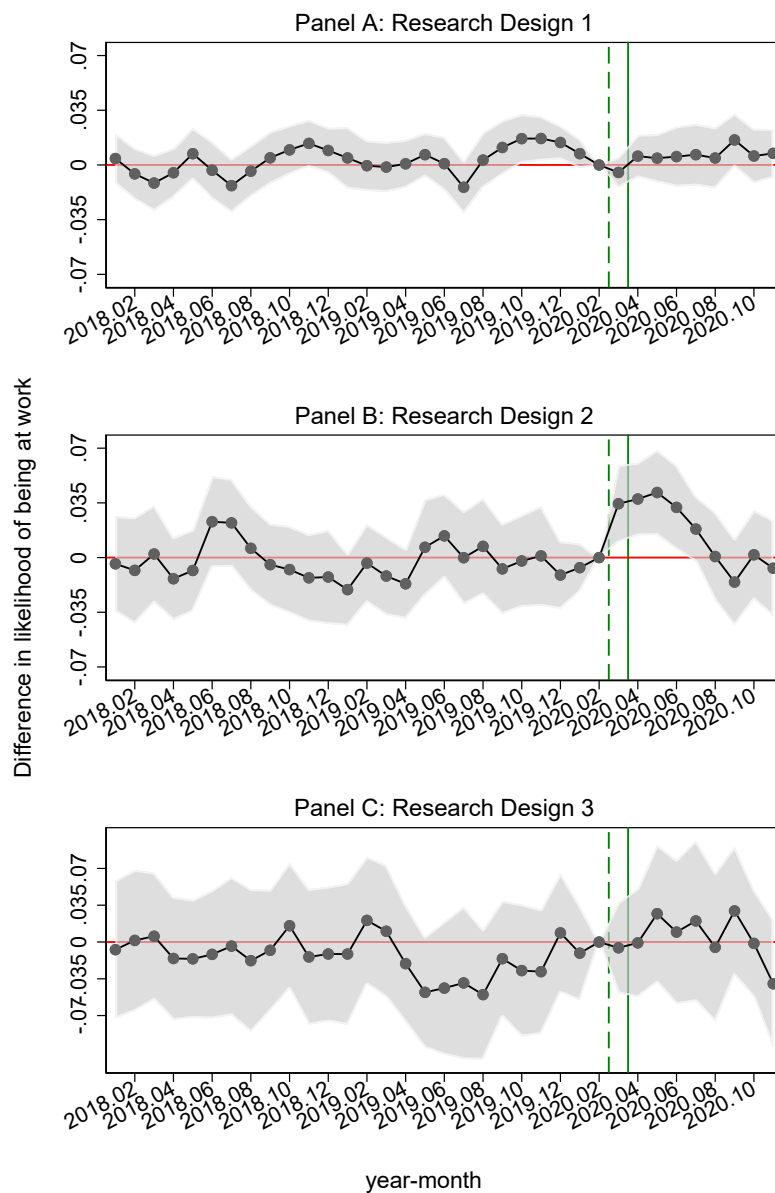 Panel A: Research Design 1
.07
.035
0
-.035
-.07
2018.02 2018.04 2018.06 2018.08 2018.10 2018.12 2019.02 2019.04 2019.06 2019.08 2019.10 2019.12 2020.02 2020.04 2020.06 2020.08 2020.10
Difference in likelihood of being at work
Panel B: Research Design 2
.07
.035
0
-.035
-.07
2018.02 2018.04 2018.06 2018.08 2018.10 2018.12 2019.02 2019.04 2019.06 2019.08 2019.10 2019.12 2020.02 2020.04 2020.06 2020.08 2020.10
Panel C: Research Design 3
.07
.035
0
-.035
-.07
2018.02 2018.04 2018.06 2018.08 2018.10 2018.12 2019.02 2019.04 2019.06 2019.08 2019.10 2019.12 2020.02 2020.04 2020.06 2020.08 2020.10
year-month